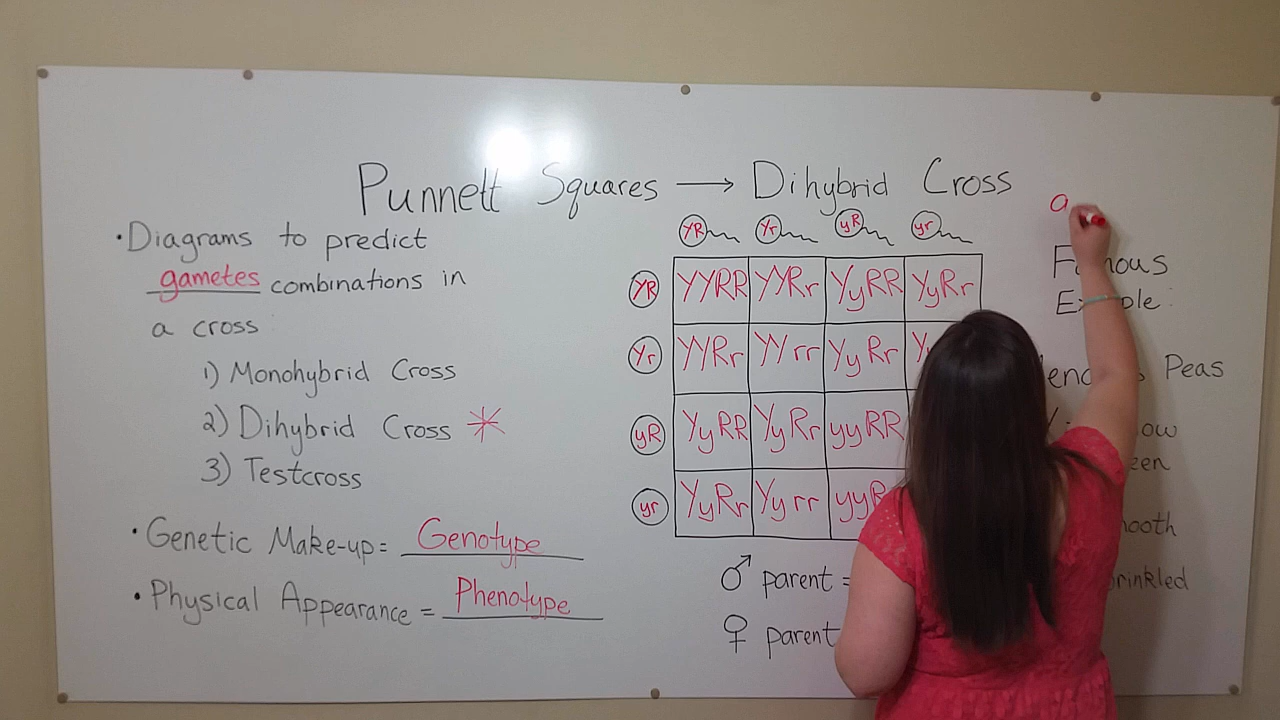 Punnett Squares → Dihybrid Cross
• Diagrams to predict
gametes combinations in
a cross
1) Monohybrid Cross
2) Dihybrid Cross *
3) Testcross
• Genetic Make-up = Genotype
• Physical Appearance = Phenotype
YR Yr yR yr
YR YYRR YYRr YyRR YyRr
Yr YYRr YYrr YyRr
yR YyRR YyRr yyRR
yr YyRr Yyrr
♂ parent =
♀ parent
a
Peas